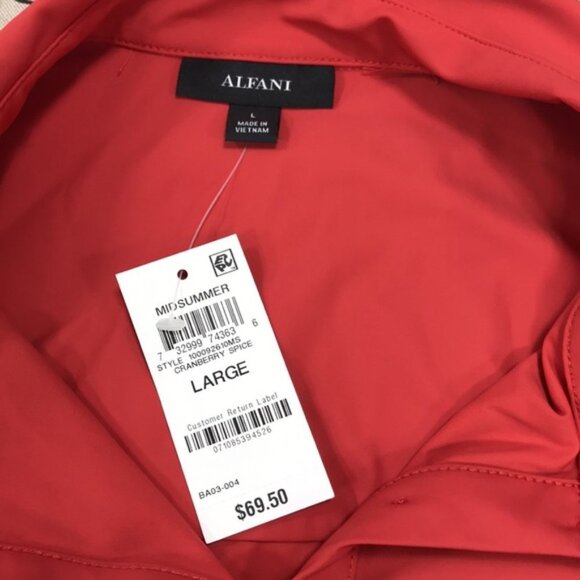 ALFANI
L
MADE IN
VIETNAM
MIDSUMMER
7 32999 74363 6
STYLE 100092610MS
CRANBERRY SPICE
LARGE
Customer Return Label
071085394526
BA03-004
$69.50